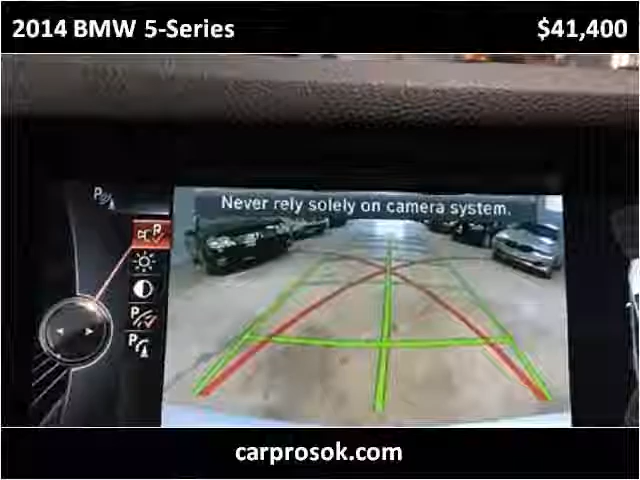 2014 BMW 5-Series
$41,400
Never rely solely on camera system.
P
P
P
P
carprosok.com